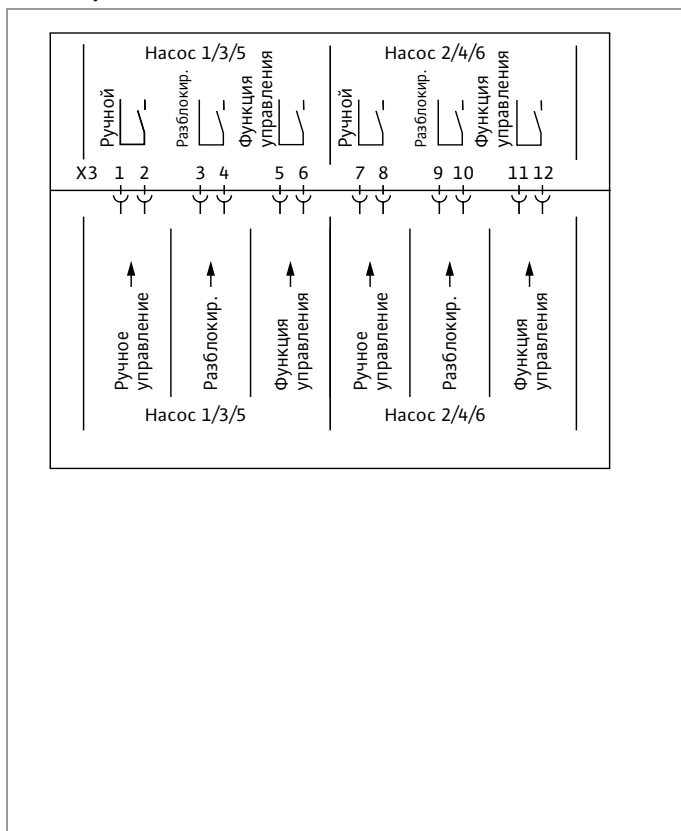 Насос 1/3/5
Насос 2/4/6
Ручной
Разблокир.
Функция
управления
Ручной
Разблокир.
Функция
управления
X3 1 2 3 4 5 6 7 8 9 10 11 12
Ручное
управление
Разблокир.
Функция
управления
Ручное
управление
Разблокир.
Функция
управления
Насос 1/3/5
Насос 2/4/6